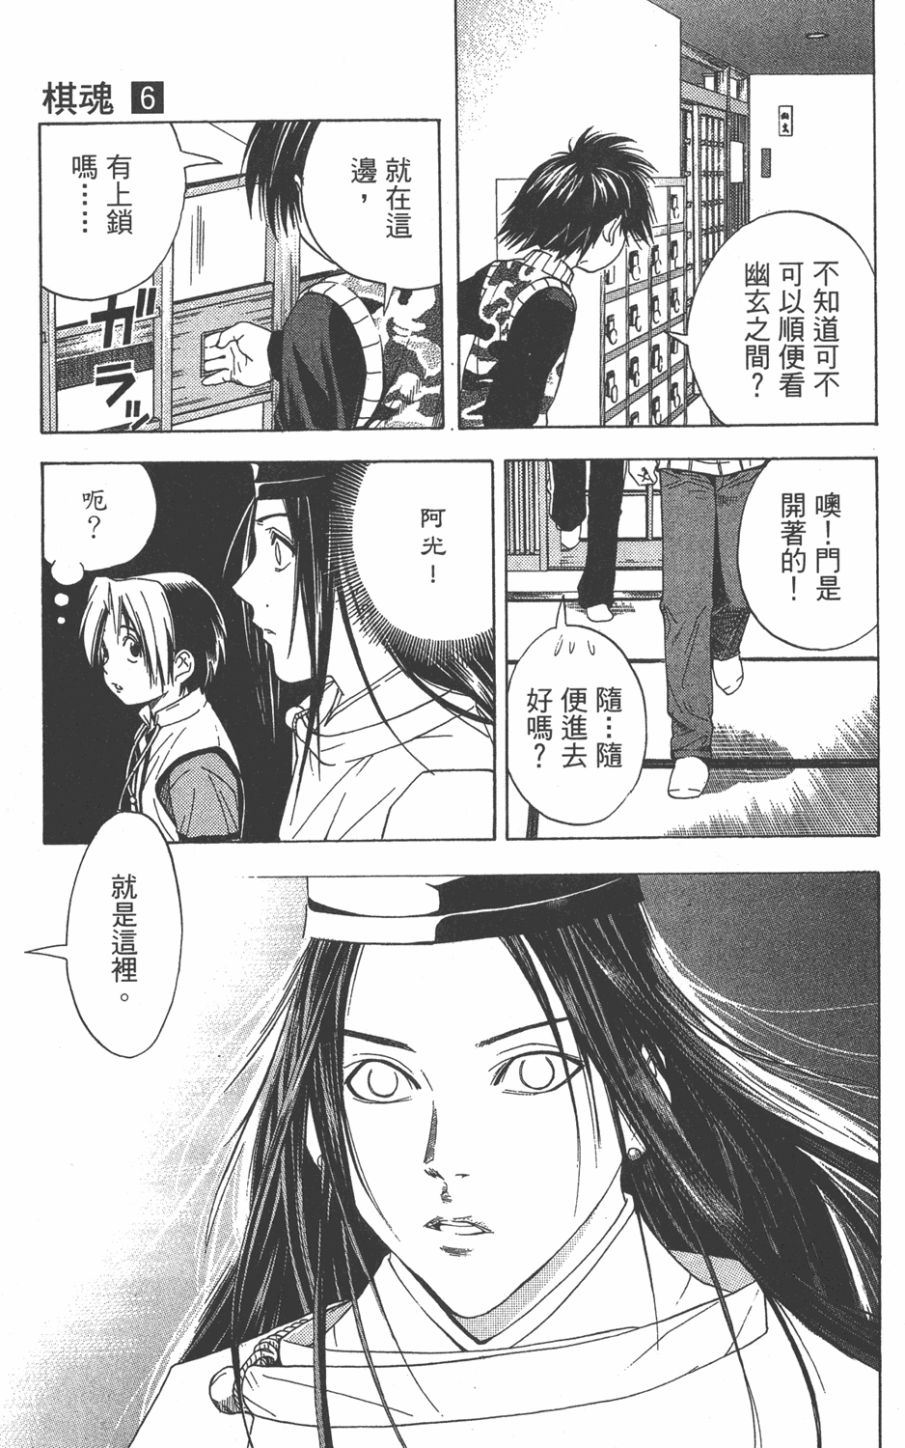 棋魂 6
不知道可不
可以順便看
幽玄之間？
就在這
邊，
有上鎖
嗎……
ガラ
噢！門是
開著的！
隨…隨
便進去
好嗎？
阿光！
呃？
就是這裡。